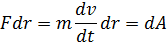 Fdr = m dv/dt dr = dA